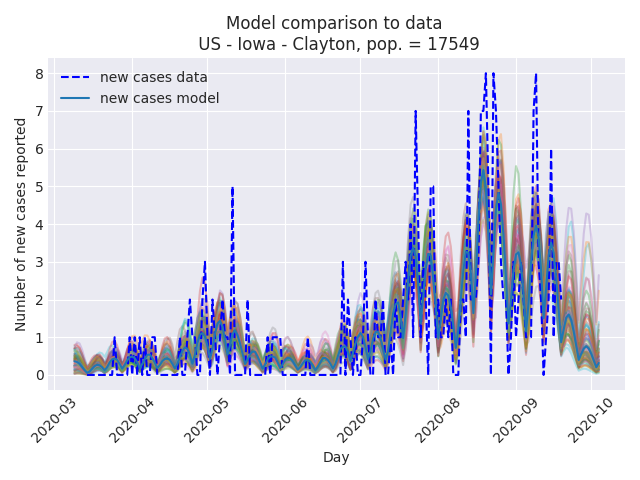 Model comparison to data
US - Iowa - Clayton, pop. = 17549
new cases data
new cases model
Number of new cases reported
8
7
6
5
4
3
2
1
0
2020-03
2020-04
2020-05
2020-06
2020-07
2020-08
2020-09
2020-10
Day